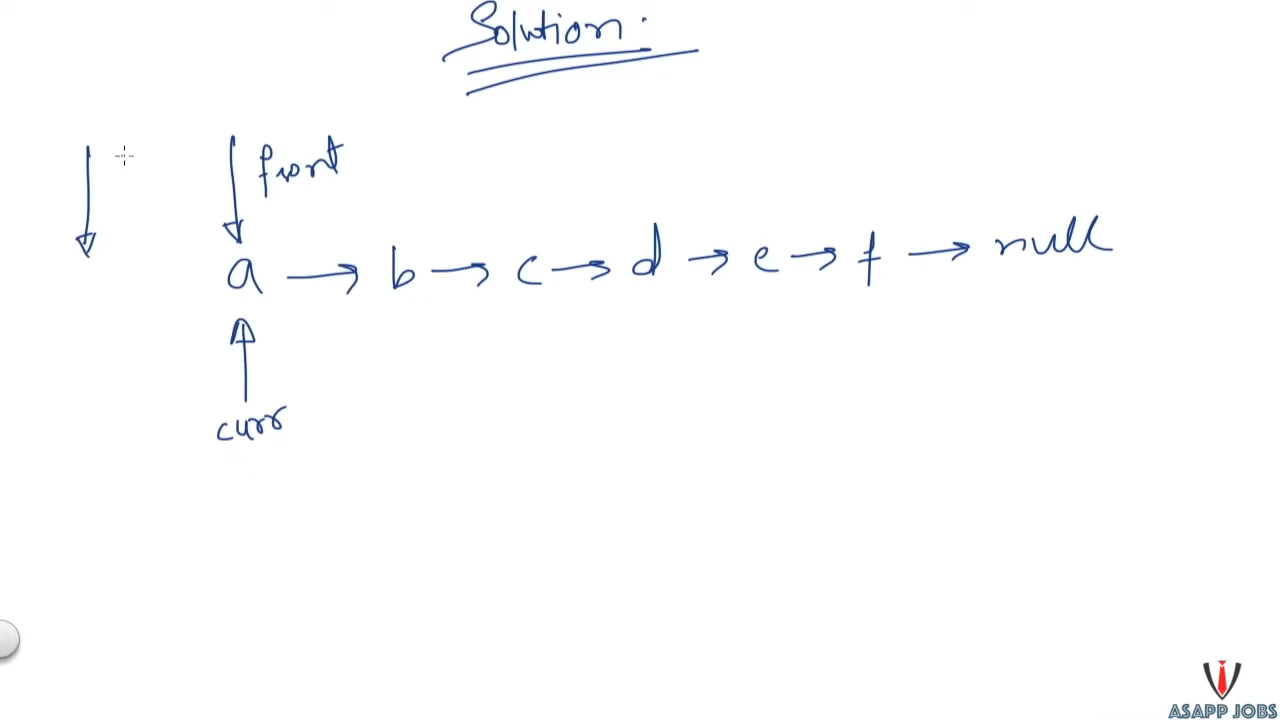 Solution:
front
a → b → c → d → e → f → null
curr
ASAPP JOBS